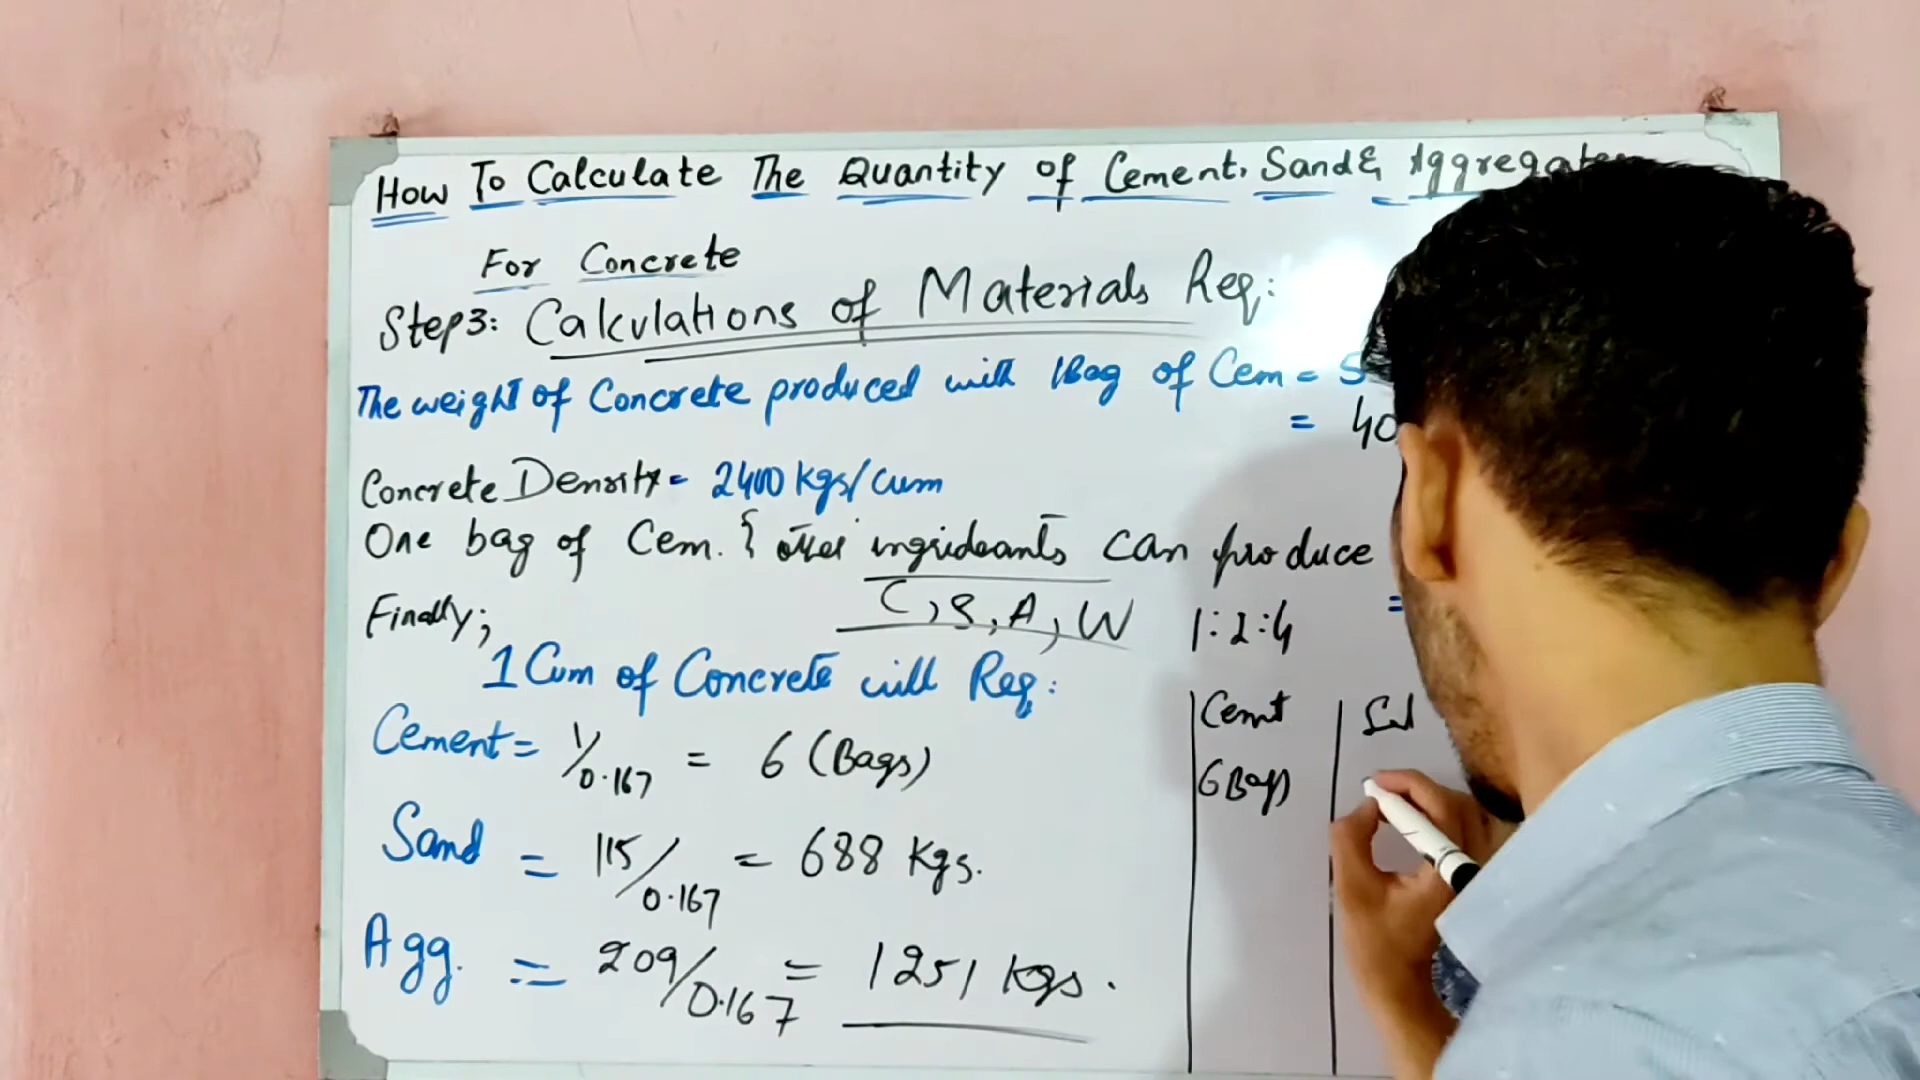 How To Calculate The Quantity of Cement, Sand & Aggregates
For Concrete
Step3: Calculations of Materials Req:
The weight of Concrete produced with 1Bag of Cem = 5
= 40
Concrete Density = 2400 kgs/cum
One bag of Cem. & other ingrideants can produce
=
Finally;
C, S, A, W
1:2:4
1 Cum of Concrete will Req:
Cement = 1/0.167 = 6 (Bags)
Sand = 115/0.167 = 688 Kgs.
Agg. = 209/0.167 = 1251 kgs.
Cemt
6 Bags